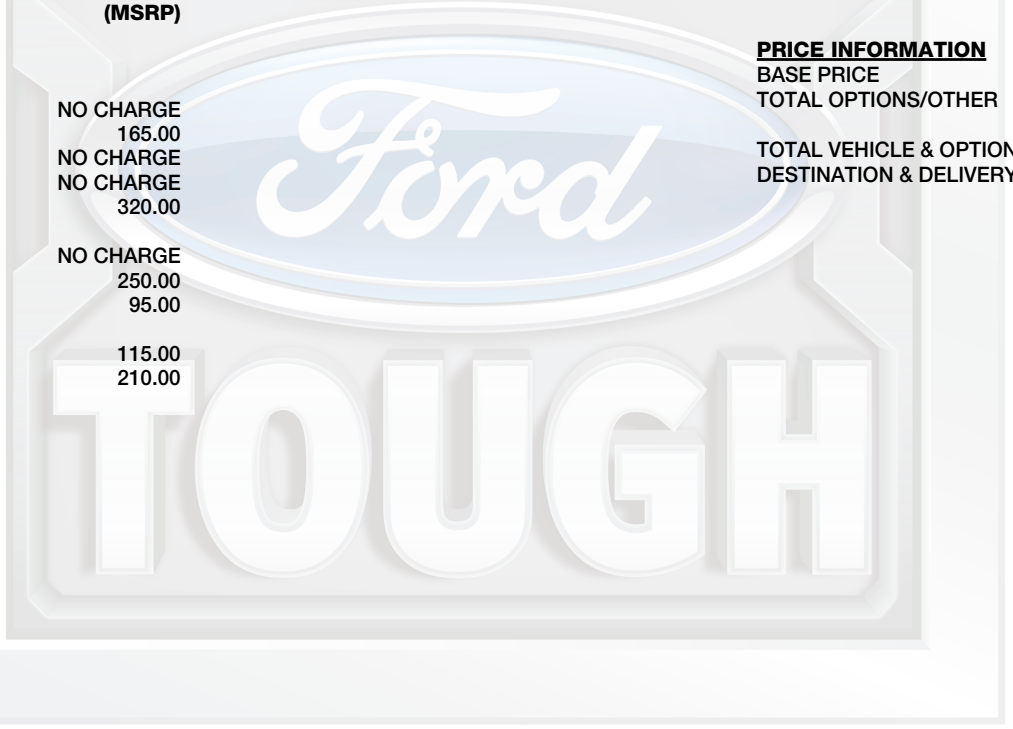 (MSRP)
NO CHARGE
165.00
NO CHARGE
NO CHARGE
320.00
NO CHARGE
250.00
95.00
115.00
210.00
PRICE INFORMATION
BASE PRICE
TOTAL OPTIONS/OTHER
TOTAL VEHICLE & OPTION
DESTINATION & DELIVERY
Ford
TOUGH